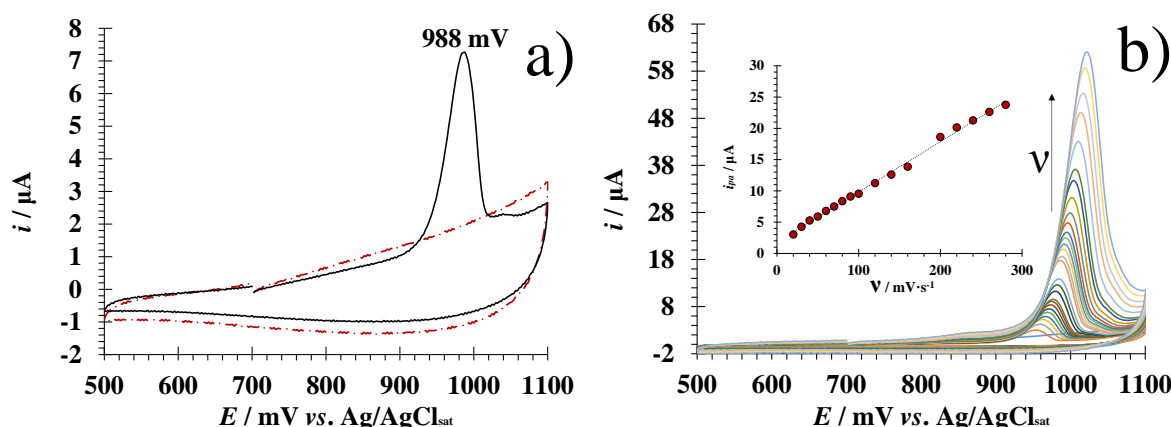 a)
988 mV
8
7
6
5
4
3
2
1
0
-1
-2
i / µA
500 600 700 800 900 1000 1100
E / mV vs. Ag/AgClsat
b)
68
58
48
38
28
18
8
-2
i / µA
ν
30
25
20
15
10
5
0
ipa / µA
0 100 200 300
ν / mV·s-1
500 600 700 800 900 1000 1100
E / mV vs. Ag/AgClsat